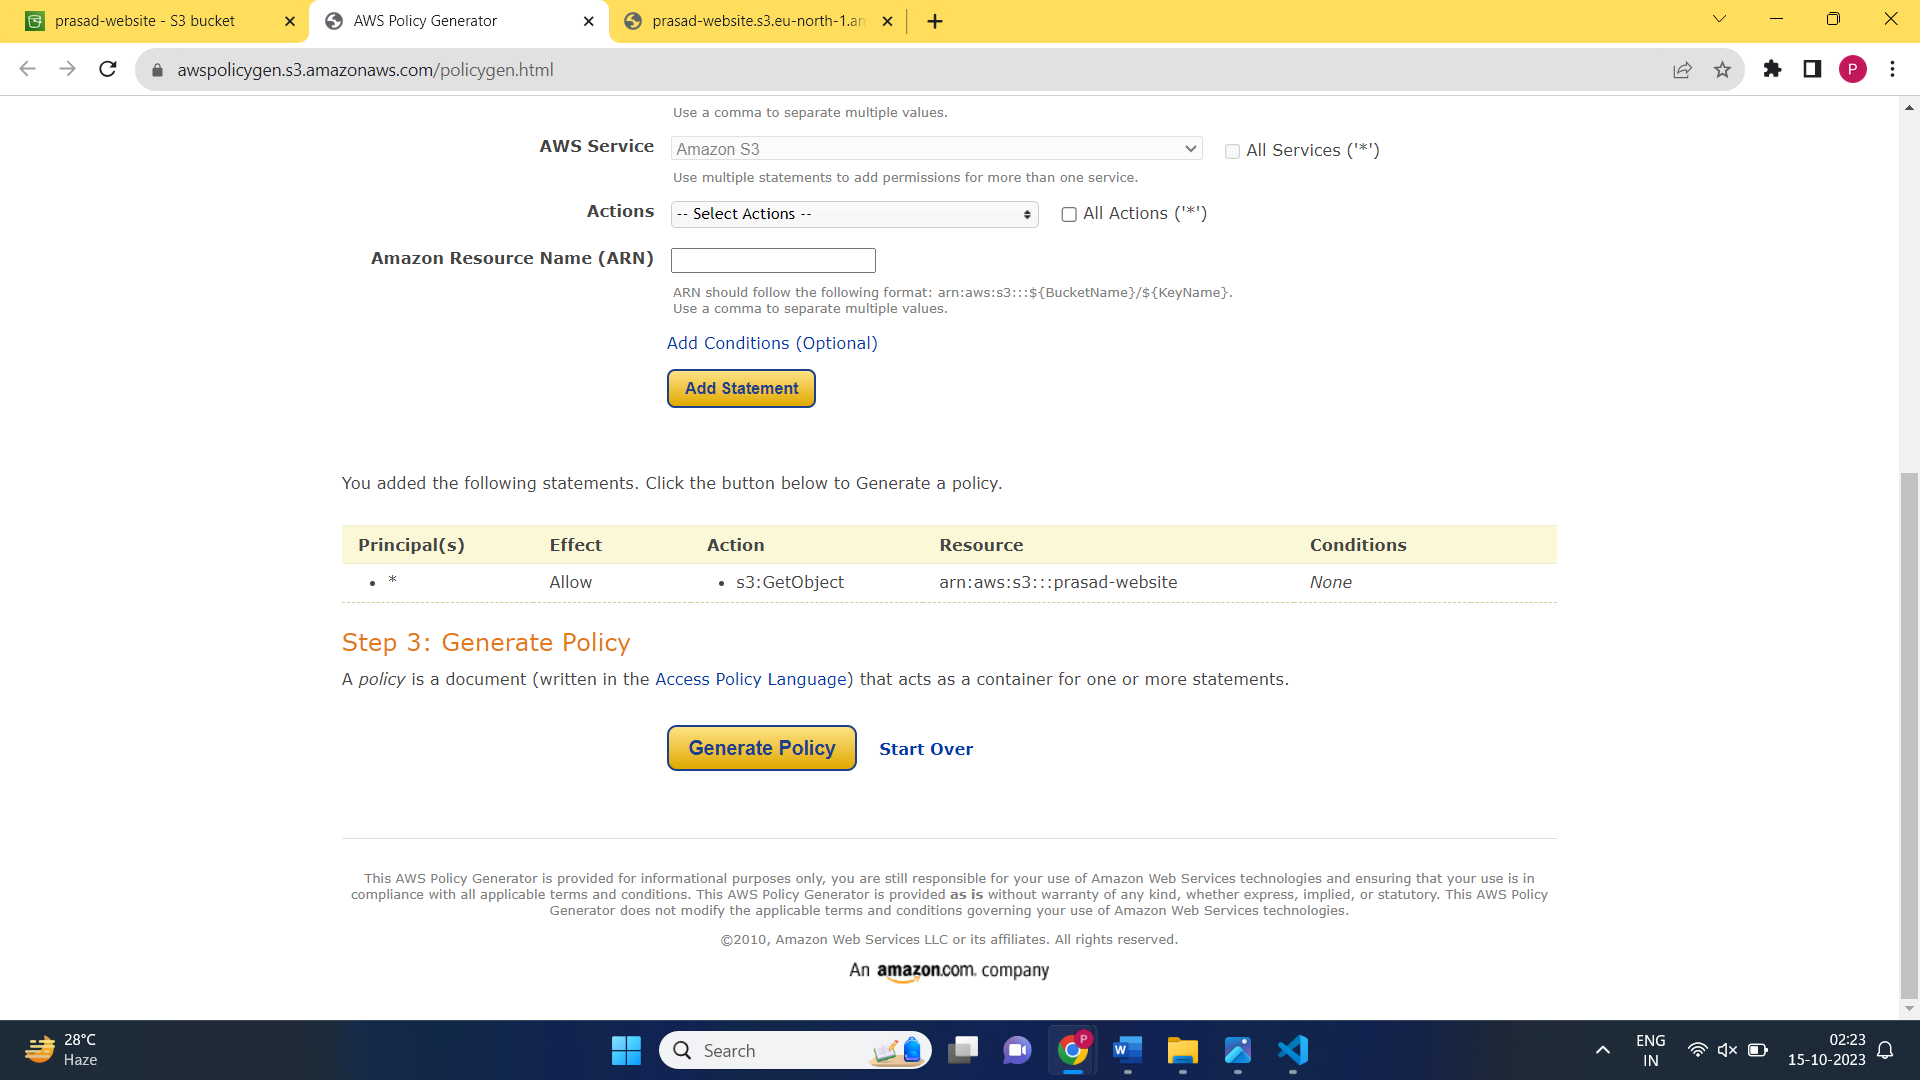 prasad-website - S3 bucket
AWS Policy Generator
prasad-website.s3.eu-north-1.am
awspolicygen.s3.amazonaws.com/policygen.html
P
Use a comma to separate multiple values.
AWS Service
Amazon S3
All Services ('*')
Use multiple statements to add permissions for more than one service.
Actions
-- Select Actions --
All Actions ('*')
Amazon Resource Name (ARN)
ARN should follow the following format: arn:aws:s3:::${BucketName}/${KeyName}.
Use a comma to separate multiple values.
Add Conditions (Optional)
Add Statement
You added the following statements. Click the button below to Generate a policy.
Principal(s) Effect Action Resource Conditions
• * Allow • s3:GetObject arn:aws:s3:::prasad-website None
Step 3: Generate Policy
A policy is a document (written in the Access Policy Language) that acts as a container for one or more statements.
Generate Policy Start Over
This AWS Policy Generator is provided for informational purposes only, you are still responsible for your use of Amazon Web Services technologies and ensuring that your use is in
compliance with all applicable terms and conditions. This AWS Policy Generator is provided as is without warranty of any kind, whether express, implied, or statutory. This AWS Policy
Generator does not modify the applicable terms and conditions governing your use of Amazon Web Services technologies.
©2010, Amazon Web Services LLC or its affiliates. All rights reserved.
An amazon.com. company
28°C
Haze
Search
P
W
ENG
IN
02:23
15-10-2023